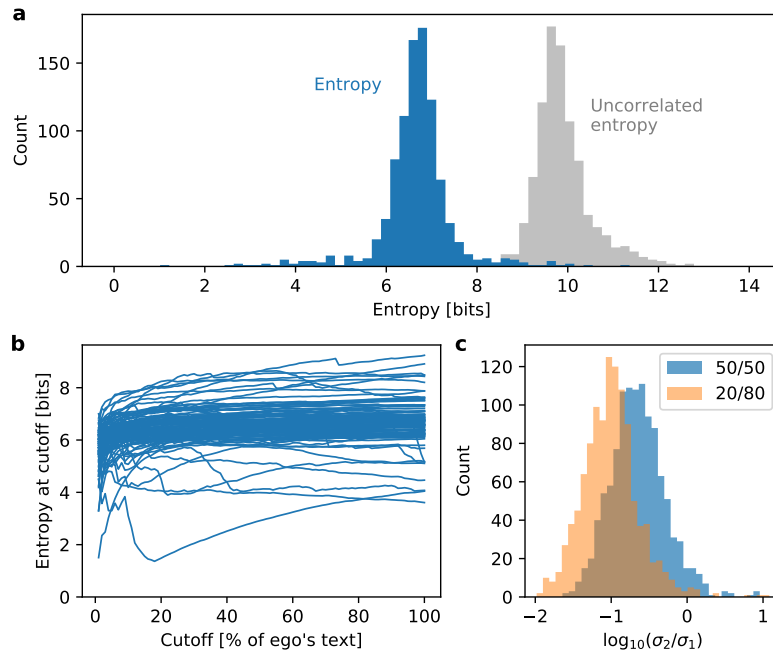 a
150
100
50
0
Count
Entropy
Uncorrelated
entropy
0 2 4 6 8 10 12 14
Entropy [bits]
b
8
6
4
2
0
Entropy at cutoff [bits]
0 20 40 60 80 100
Cutoff [% of ego's text]
c
120
100
80
60
40
20
0
Count
50/50
20/80
−2 −1 0 1
log₁₀(σ₂/σ₁)